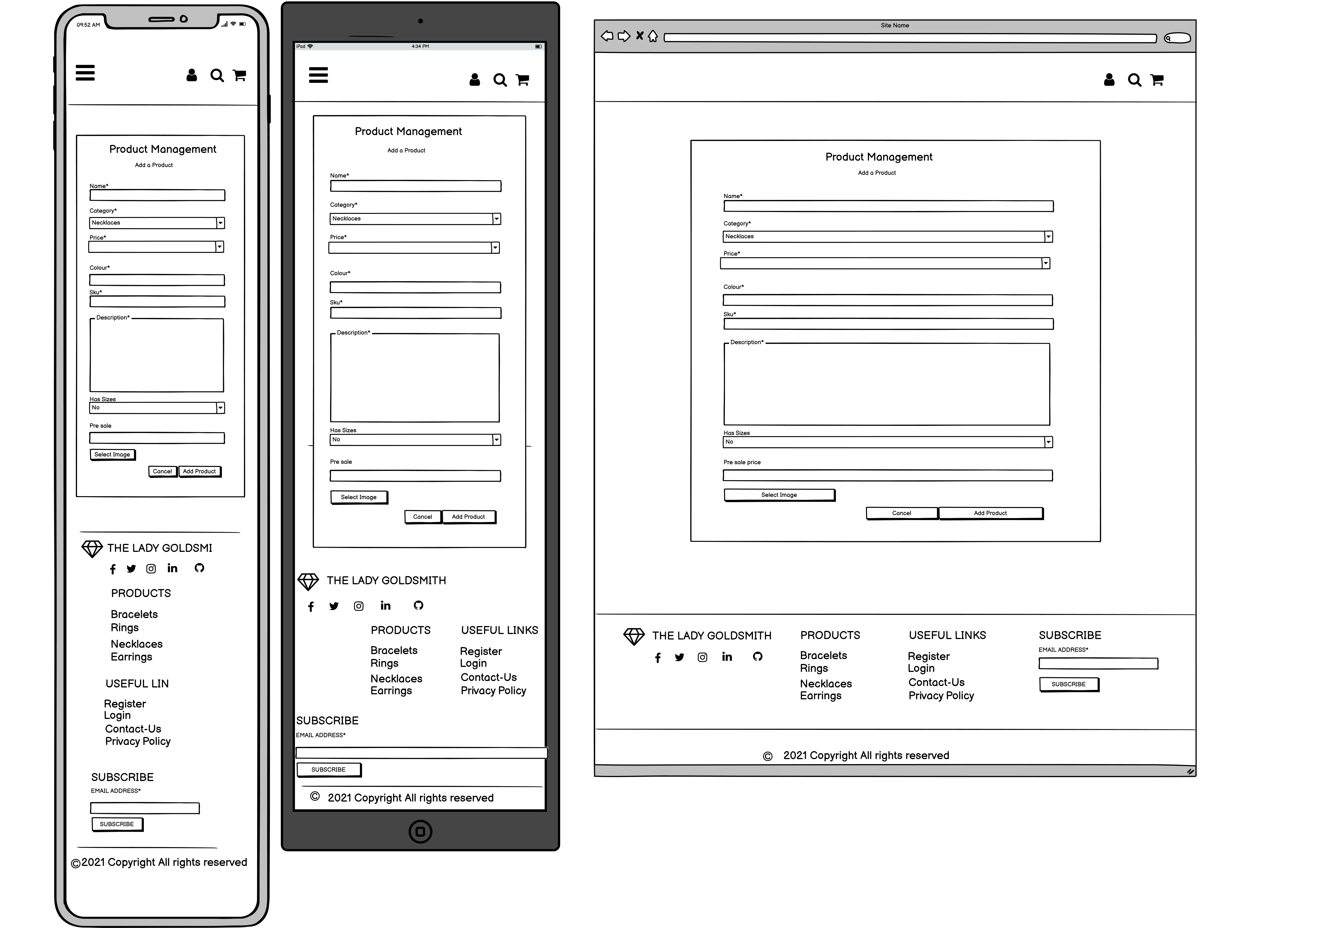 09:52 AM
Product Management
Add a Product
Name*
Category*
Necklaces
Price*
Colour*
Sku*
Description*
Has Sizes
No
Pre sale
Select Image
Cancel
Add Product
THE LADY GOLDSMI
PRODUCTS
Bracelets
Rings
Necklaces
Earrings
USEFUL LIN
Register
Login
Contact-Us
Privacy Policy
SUBSCRIBE
EMAIL ADDRESS*
SUBSCRIBE
©2021 Copyright All rights reserved
iPad
4:34 PM
Product Management
Add a Product
Name*
Category*
Necklaces
Price*
Colour*
Sku*
Description*
Has Sizes
No
Pre sale
Select Image
Cancel
Add Product
THE LADY GOLDSMITH
PRODUCTS
Bracelets
Rings
Necklaces
Earrings
USEFUL LINKS
Register
Login
Contact-Us
Privacy Policy
SUBSCRIBE
EMAIL ADDRESS*
SUBSCRIBE
© 2021 Copyright All rights reserved
Site Name
Product Management
Add a Product
Name*
Category*
Necklaces
Price*
Colour*
Sku*
Description*
Has Sizes
No
Pre sale price
Select Image
Cancel
Add Product
THE LADY GOLDSMITH
PRODUCTS
Bracelets
Rings
Necklaces
Earrings
USEFUL LINKS
Register
Login
Contact-Us
Privacy Policy
SUBSCRIBE
EMAIL ADDRESS*
SUBSCRIBE
© 2021 Copyright All rights reserved